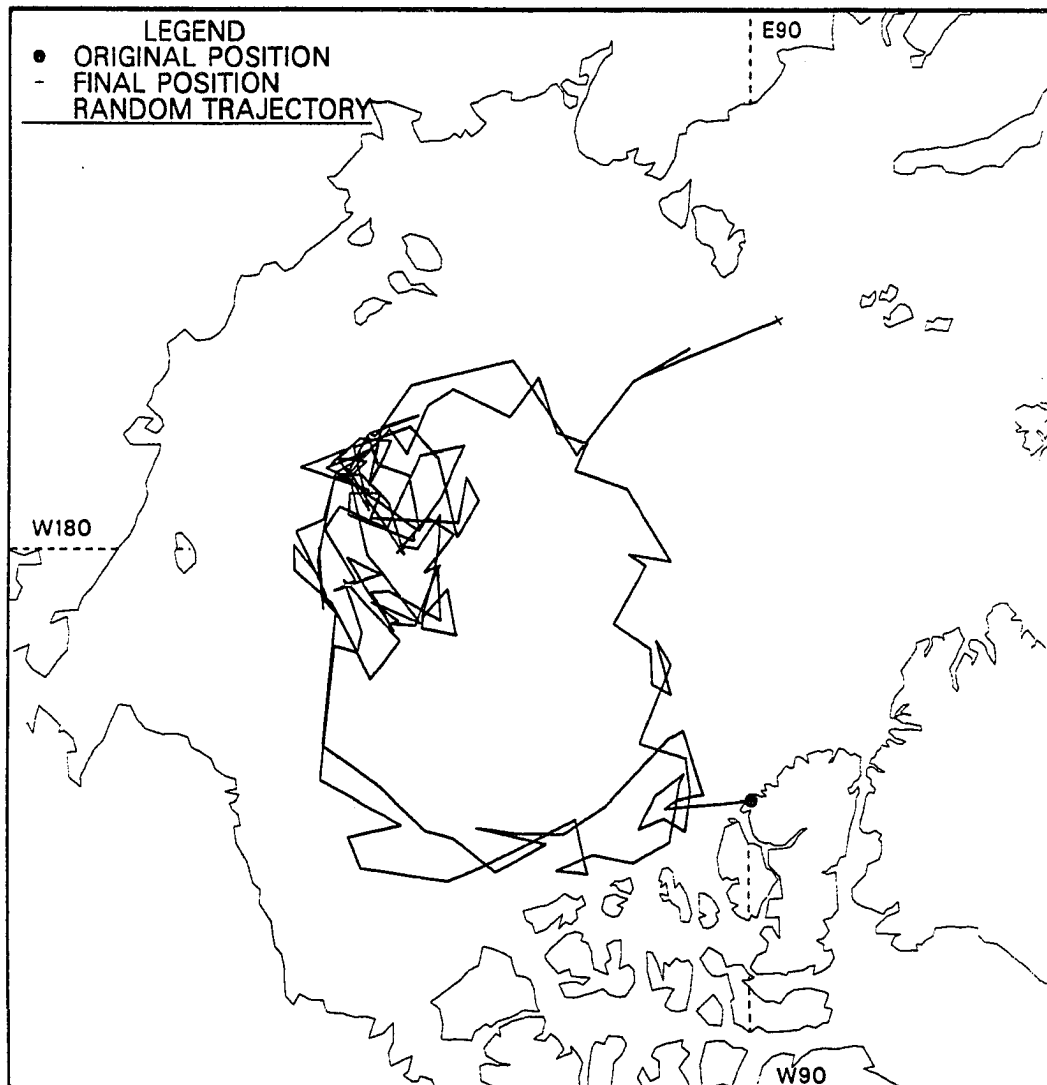 LEGEND
● ORIGINAL POSITION
- FINAL POSITION
RANDOM TRAJECTORY
E90
W180
W90